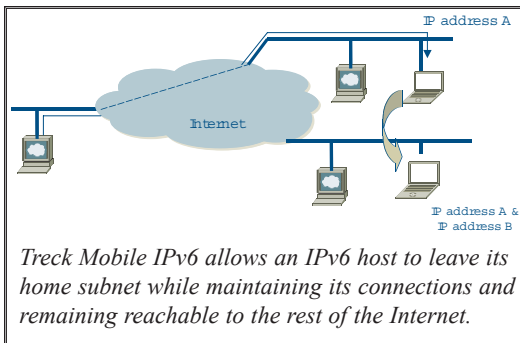 IP address A
Internet
IP address A &
IP address B
Treck Mobile IPv6 allows an IPv6 host to leave its
home subnet while maintaining its connections and
remaining reachable to the rest of the Internet.